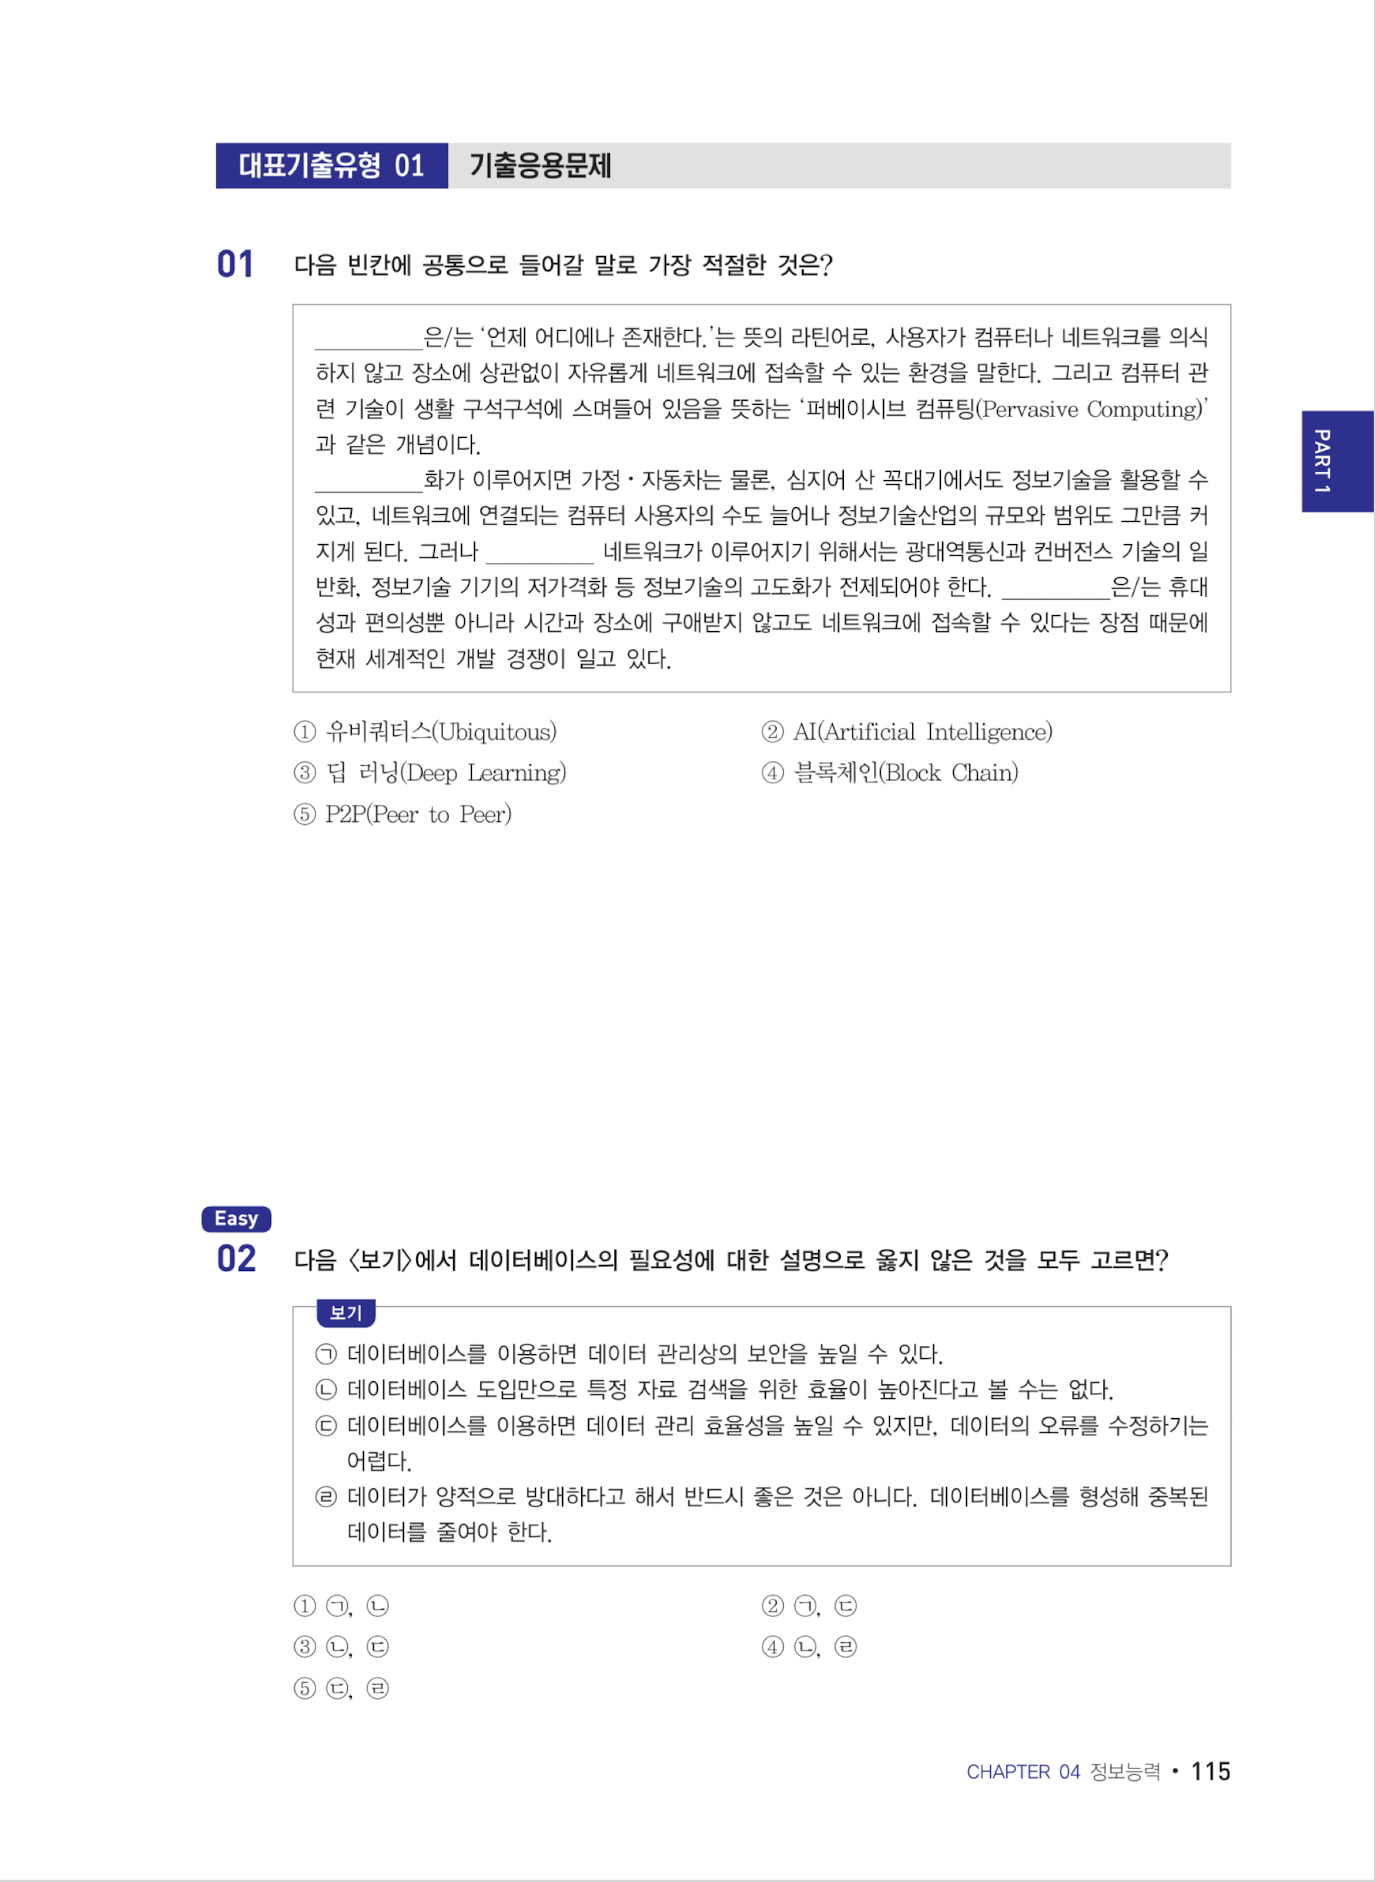 대표기출유형 01 기출응용문제
01 다음 빈칸에 공통으로 들어갈 말로 가장 적절한 것은?
__________은/는 ‘언제 어디에나 존재한다.’는 뜻의 라틴어로, 사용자가 컴퓨터나 네트워크를 의식
하지 않고 장소에 상관없이 자유롭게 네트워크에 접속할 수 있는 환경을 말한다. 그리고 컴퓨터 관
련 기술이 생활 구석구석에 스며들어 있음을 뜻하는 ‘퍼베이시브 컴퓨팅(Pervasive Computing)’
과 같은 개념이다.
__________화가 이루어지면 가정·자동차는 물론, 심지어 산 꼭대기에서도 정보기술을 활용할 수
있고, 네트워크에 연결되는 컴퓨터 사용자의 수도 늘어나 정보기술산업의 규모와 범위도 그만큼 커
지게 된다. 그러나 __________ 네트워크가 이루어지기 위해서는 광대역통신과 컨버전스 기술의 일
반화, 정보기술 기기의 저가격화 등 정보기술의 고도화가 전제되어야 한다. __________은/는 휴대
성과 편의성뿐 아니라 시간과 장소에 구애받지 않고도 네트워크에 접속할 수 있다는 장점 때문에
현재 세계적인 개발 경쟁이 일고 있다.
① 유비쿼터스(Ubiquitous) ② AI(Artificial Intelligence)
③ 딥 러닝(Deep Learning) ④ 블록체인(Block Chain)
⑤ P2P(Peer to Peer)
PART 1
Easy
02 다음 〈보기〉에서 데이터베이스의 필요성에 대한 설명으로 옳지 않은 것을 모두 고르면?
보기
㉠ 데이터베이스를 이용하면 데이터 관리상의 보안을 높일 수 있다.
㉡ 데이터베이스 도입만으로 특정 자료 검색을 위한 효율이 높아진다고 볼 수는 없다.
㉢ 데이터베이스를 이용하면 데이터 관리 효율성을 높일 수 있지만, 데이터의 오류를 수정하기는
어렵다.
㉣ 데이터가 양적으로 방대하다고 해서 반드시 좋은 것은 아니다. 데이터베이스를 형성해 중복된
데이터를 줄여야 한다.
① ㉠, ㉡ ② ㉠, ㉢
③ ㉡, ㉢ ④ ㉡, ㉣
⑤ ㉢, ㉣
CHAPTER 04 정보능력 • 115